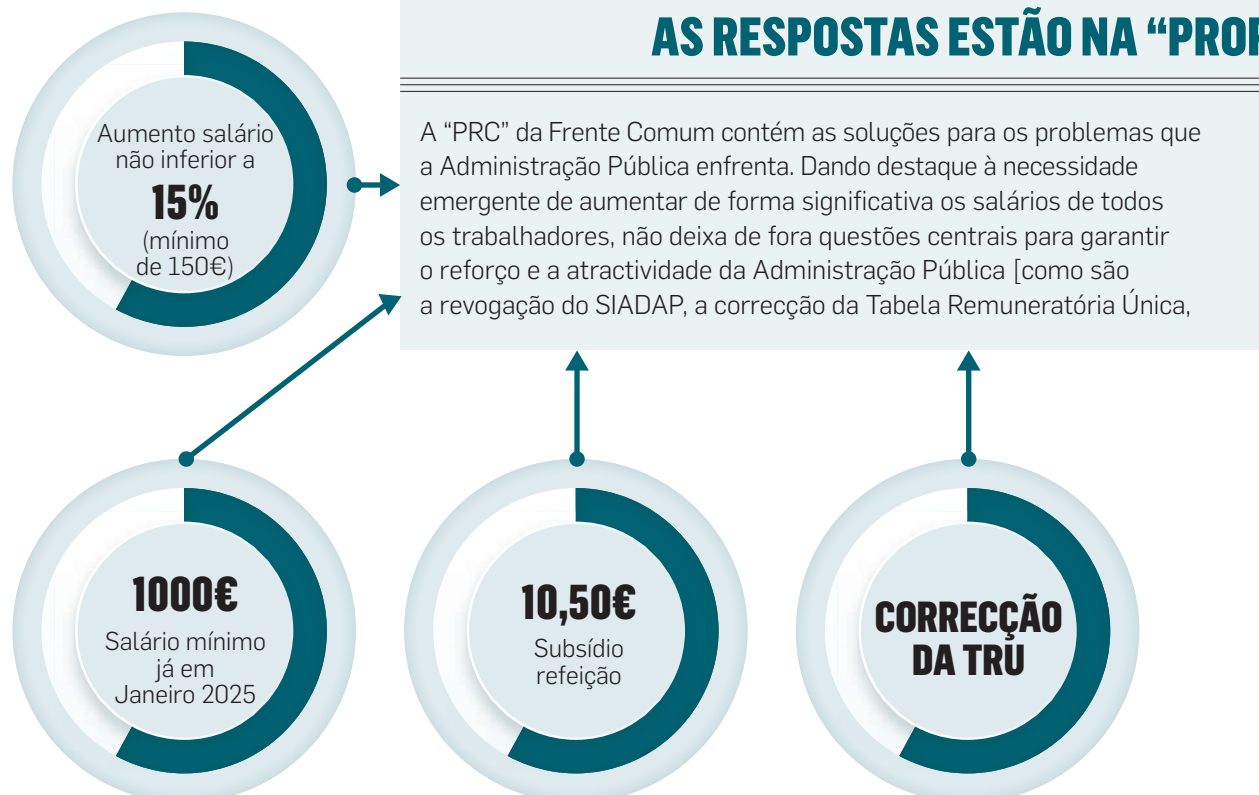 AS RESPOSTAS ESTÃO NA “PROP
Aumento salário
não inferior a
15%
(mínimo
de 150€)
A “PRC” da Frente Comum contém as soluções para os problemas que
a Administração Pública enfrenta. Dando destaque à necessidade
emergente de aumentar de forma significativa os salários de todos
os trabalhadores, não deixa de fora questões centrais para garantir
o reforço e a atractividade da Administração Pública [como são
a revogação do SIADAP, a correcção da Tabela Remuneratória Única,
1000€
Salário mínimo
já em
Janeiro 2025
10,50€
Subsídio
refeição
CORRECÇÃO
DA TRU